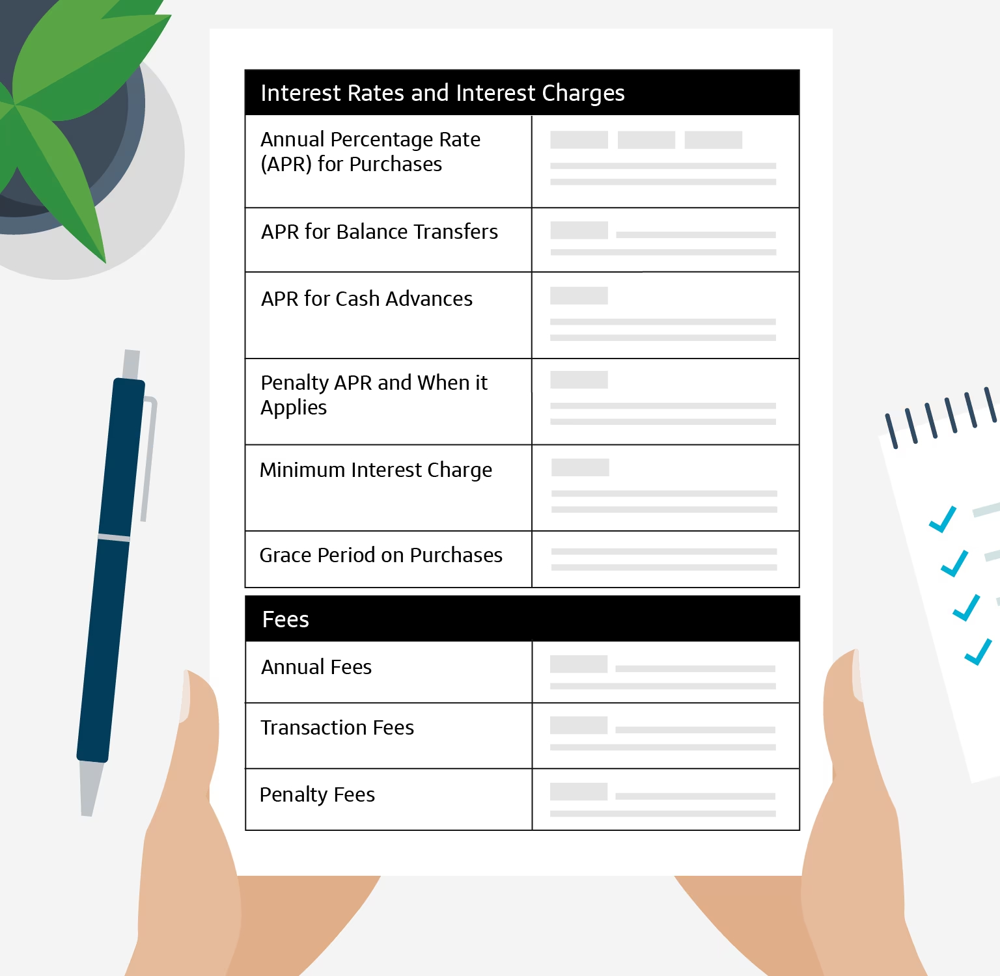 Interest Rates and Interest Charges
Annual Percentage Rate
(APR) for Purchases
APR for Balance Transfers
APR for Cash Advances
Penalty APR and When it
Applies
Minimum Interest Charge
Grace Period on Purchases
Fees
Annual Fees
Transaction Fees
Penalty Fees